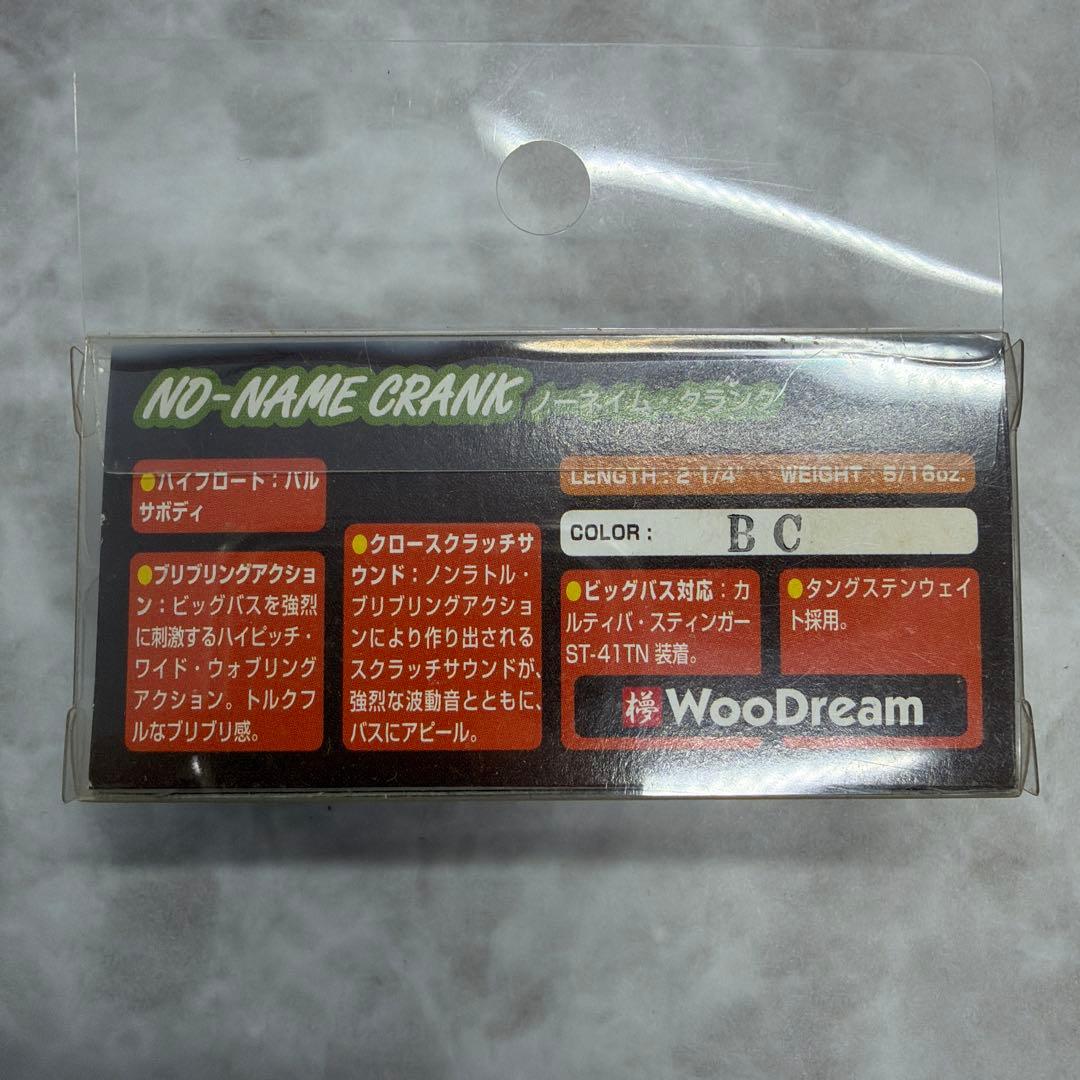 NO-NAME CRANK ノーネイム・クランク
●ハイフロート：バル
サボディ
●ブリブリングアクショ
ン：ビッグバスを強烈
に刺激するハイピッチ・
ワイド・ウォブリング
アクション。トルクフ
ルなブリブリ感。
●クロースクラッチサ
ウンド：ノンラトル・
ブリブリングアクショ
ンにより作り出される
スクラッチサウンドが、
強烈な波動音とともに、
バスにアピール。
LENGTH : 2 1/4" WEIGHT : 5/16oz.
COLOR : BC
●ビッグバス対応：カ
ルティバ・スティンガー
ST-41TN 装着。
●タングステンウェイ
ト採用。
樗 WooDream